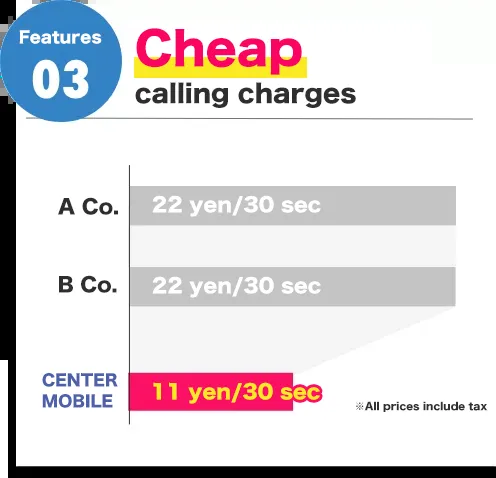 Features
03
Cheap
calling charges
A Co.
22 yen/30 sec
B Co.
22 yen/30 sec
CENTER
MOBILE
11 yen/30 sec
※All prices include tax